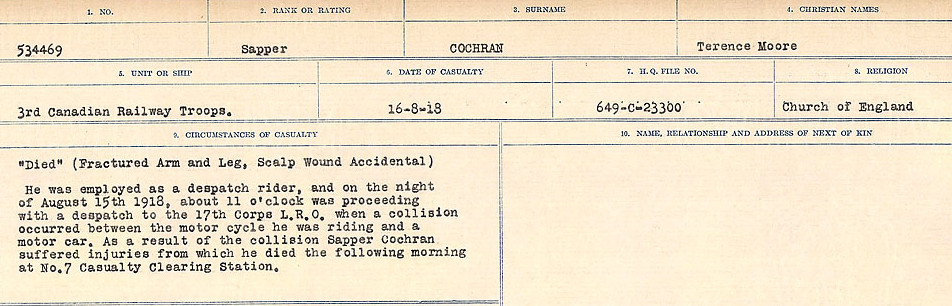 1. NO. 2. RANK OR RATING 3. SURNAME 4. CHRISTIAN NAMES
534469 Sapper COCHRAN Terence Moore
5. UNIT OR SHIP 6. DATE OF CASUALTY 7. H.Q. FILE NO. 8. RELIGION
3rd Canadian Railway Troops. 16-8-18 649-C-23300 Church of England
9. CIRCUMSTANCES OF CASUALTY 10. NAME, RELATIONSHIP AND ADDRESS OF NEXT OF KIN
"Died" (Fractured Arm and Leg, Scalp Wound Accidental)
He was employed as a despatch rider, and on the night
of August 15th 1918, about 11 o'clock was proceeding
with a despatch to the 17th Corps L.R.O. when a collision
occurred between the motor cycle he was riding and a
motor car. As a result of the collision Sapper Cochran
suffered injuries from which he died the following morning
at No.7 Casualty Clearing Station.